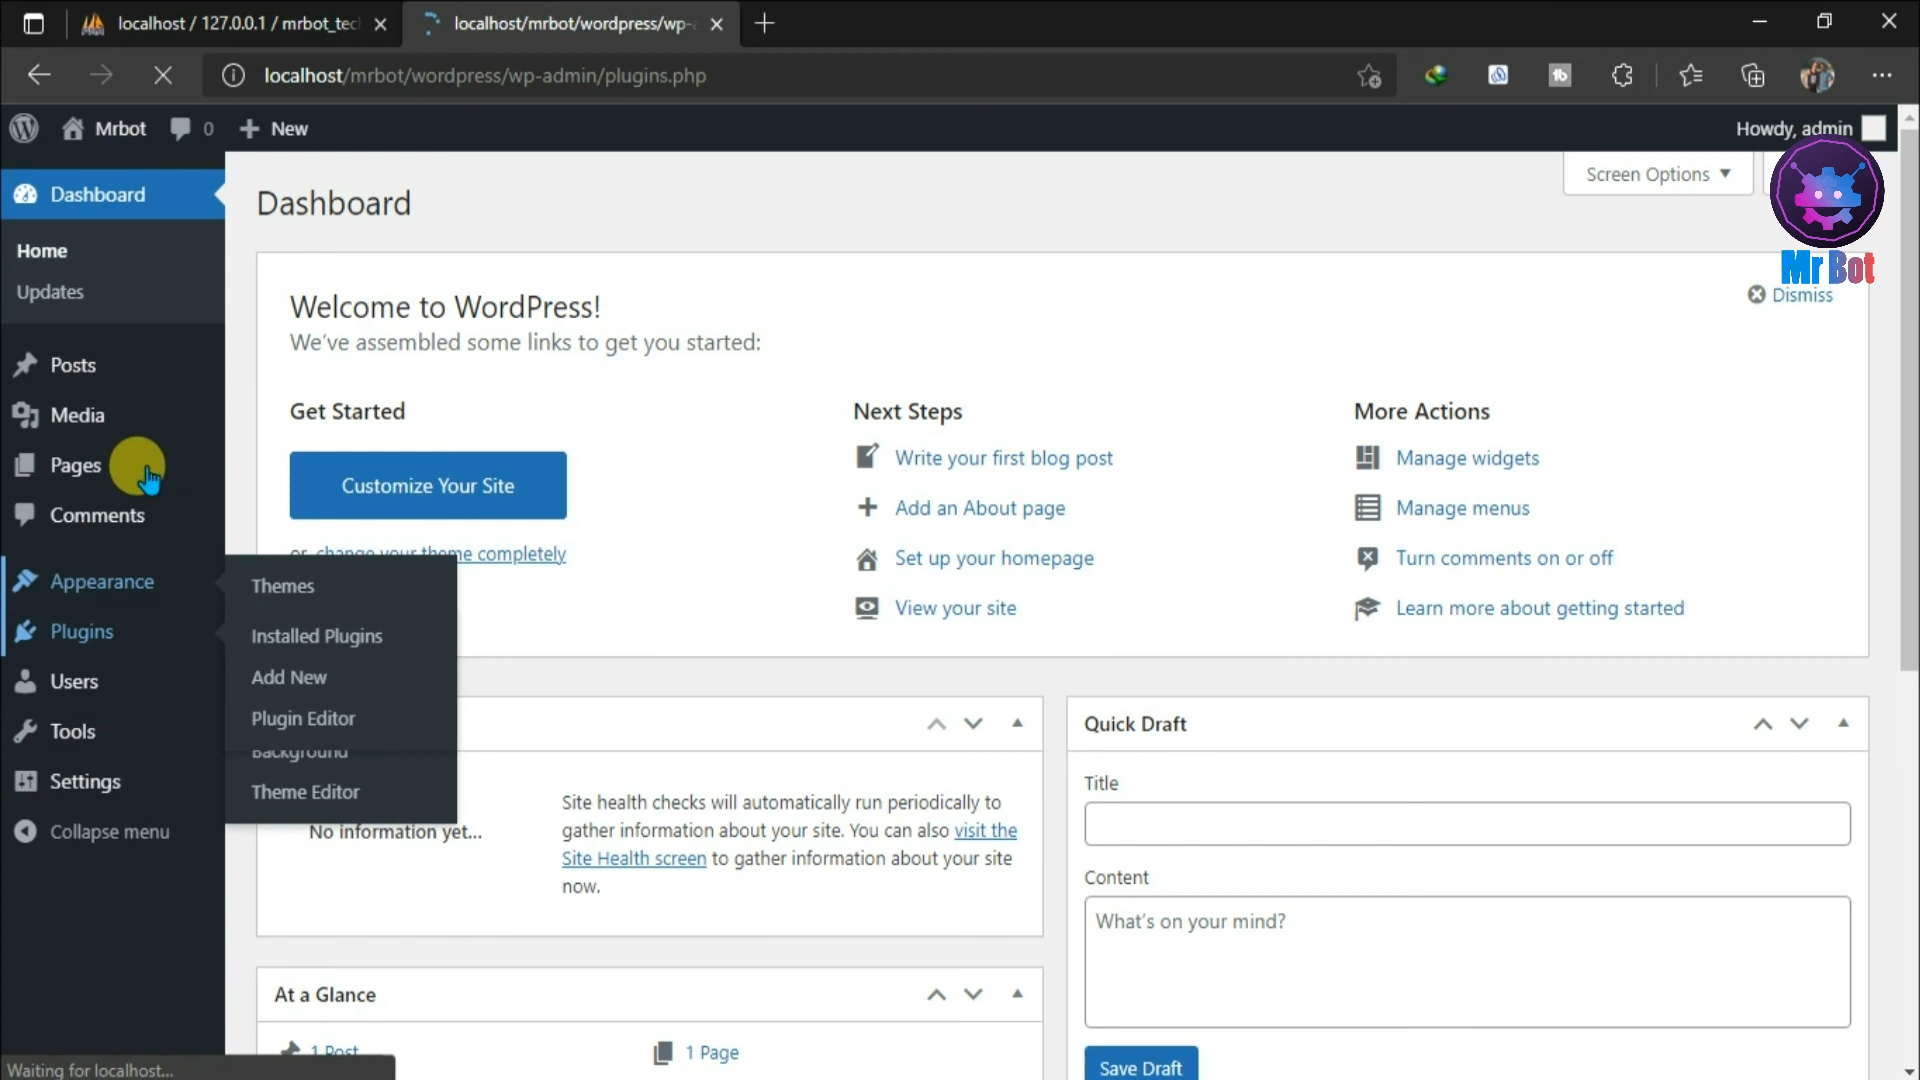 localhost / 127.0.0.1 / mrbot_tec
localhost/mrbot/wordpress/wp-
localhost/mrbot/wordpress/wp-admin/plugins.php
Mrbot
0
New
Howdy, admin
Screen Options
Mr Bot
Dashboard
Home
Updates
Posts
Media
Pages
Comments
Appearance
Plugins
Users
Tools
Settings
Collapse menu
Themes
Installed Plugins
Add New
Plugin Editor
Background
Theme Editor
Dashboard
Dismiss
Welcome to WordPress!
We've assembled some links to get you started:
Get Started
Customize Your Site
or change your theme completely
Next Steps
Write your first blog post
Add an About page
Set up your homepage
View your site
More Actions
Manage widgets
Manage menus
Turn comments on or off
Learn more about getting started
No information yet...
Site health checks will automatically run periodically to
gather information about your site. You can also visit the
Site Health screen to gather information about your site
now.
At a Glance
1 Post
1 Page
Quick Draft
Title
Content
What's on your mind?
Save Draft
Waiting for localhost...